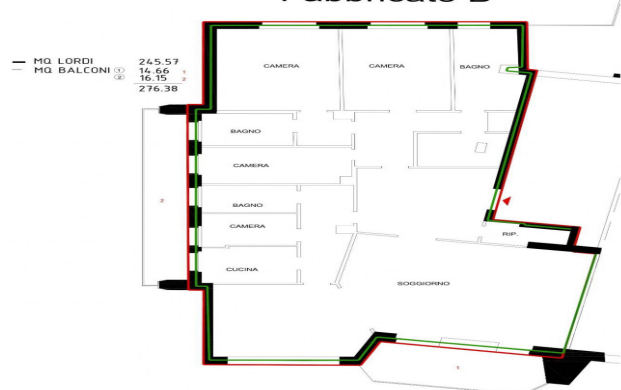 Fabbricato B
MQ LORDI 245.57
MQ BALCONI ① 14.66 1
② 16.15 2
276.38
CAMERA
CAMERA
BAGNO
BAGNO
CAMERA
2
BAGNO
CAMERA
RIP.
CUCINA
SOGGIORNO
1